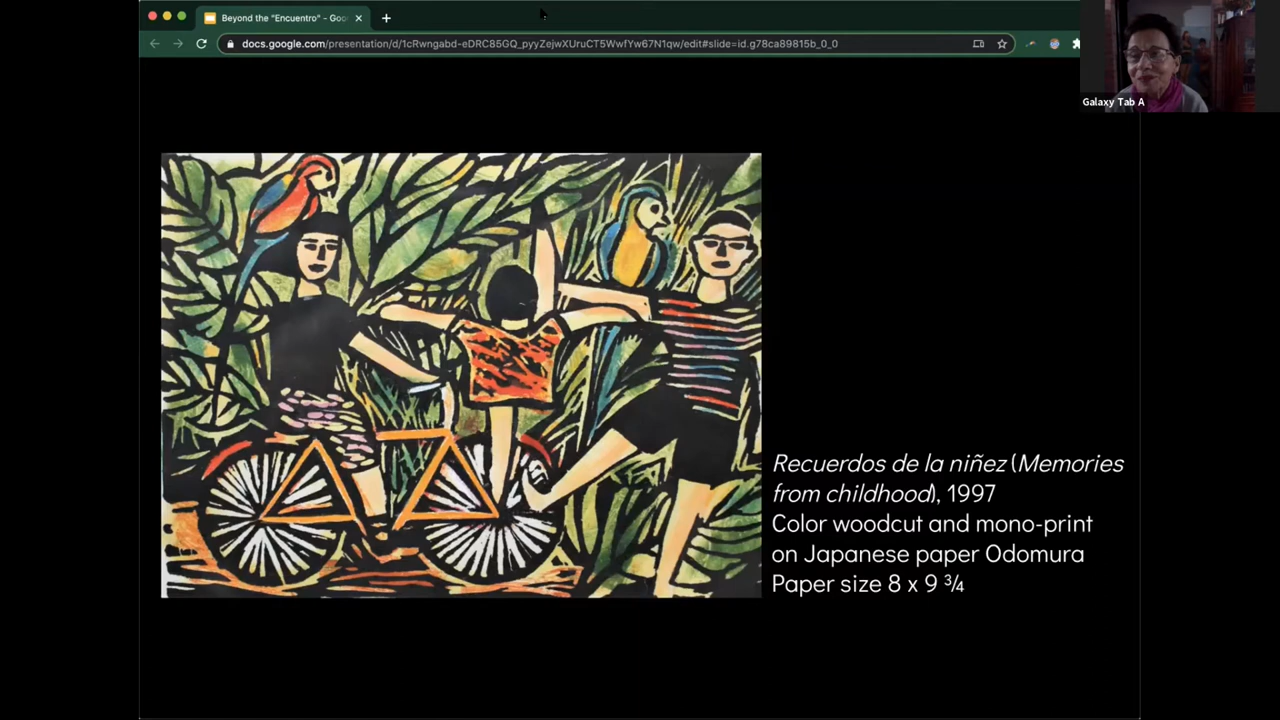 Beyond the "Encuentro" - Goo
docs.google.com/presentation/d/1cRwngabd-eDRC85GQ_pyyZejwXUruCT5WwfYw67N1qw/edit#slide=id.g78ca89815b_0_0
Galaxy Tab A
Recuerdos de la niñez (Memories
from childhood), 1997
Color woodcut and mono-print
on Japanese paper Odomura
Paper size 8 x 9 ¾